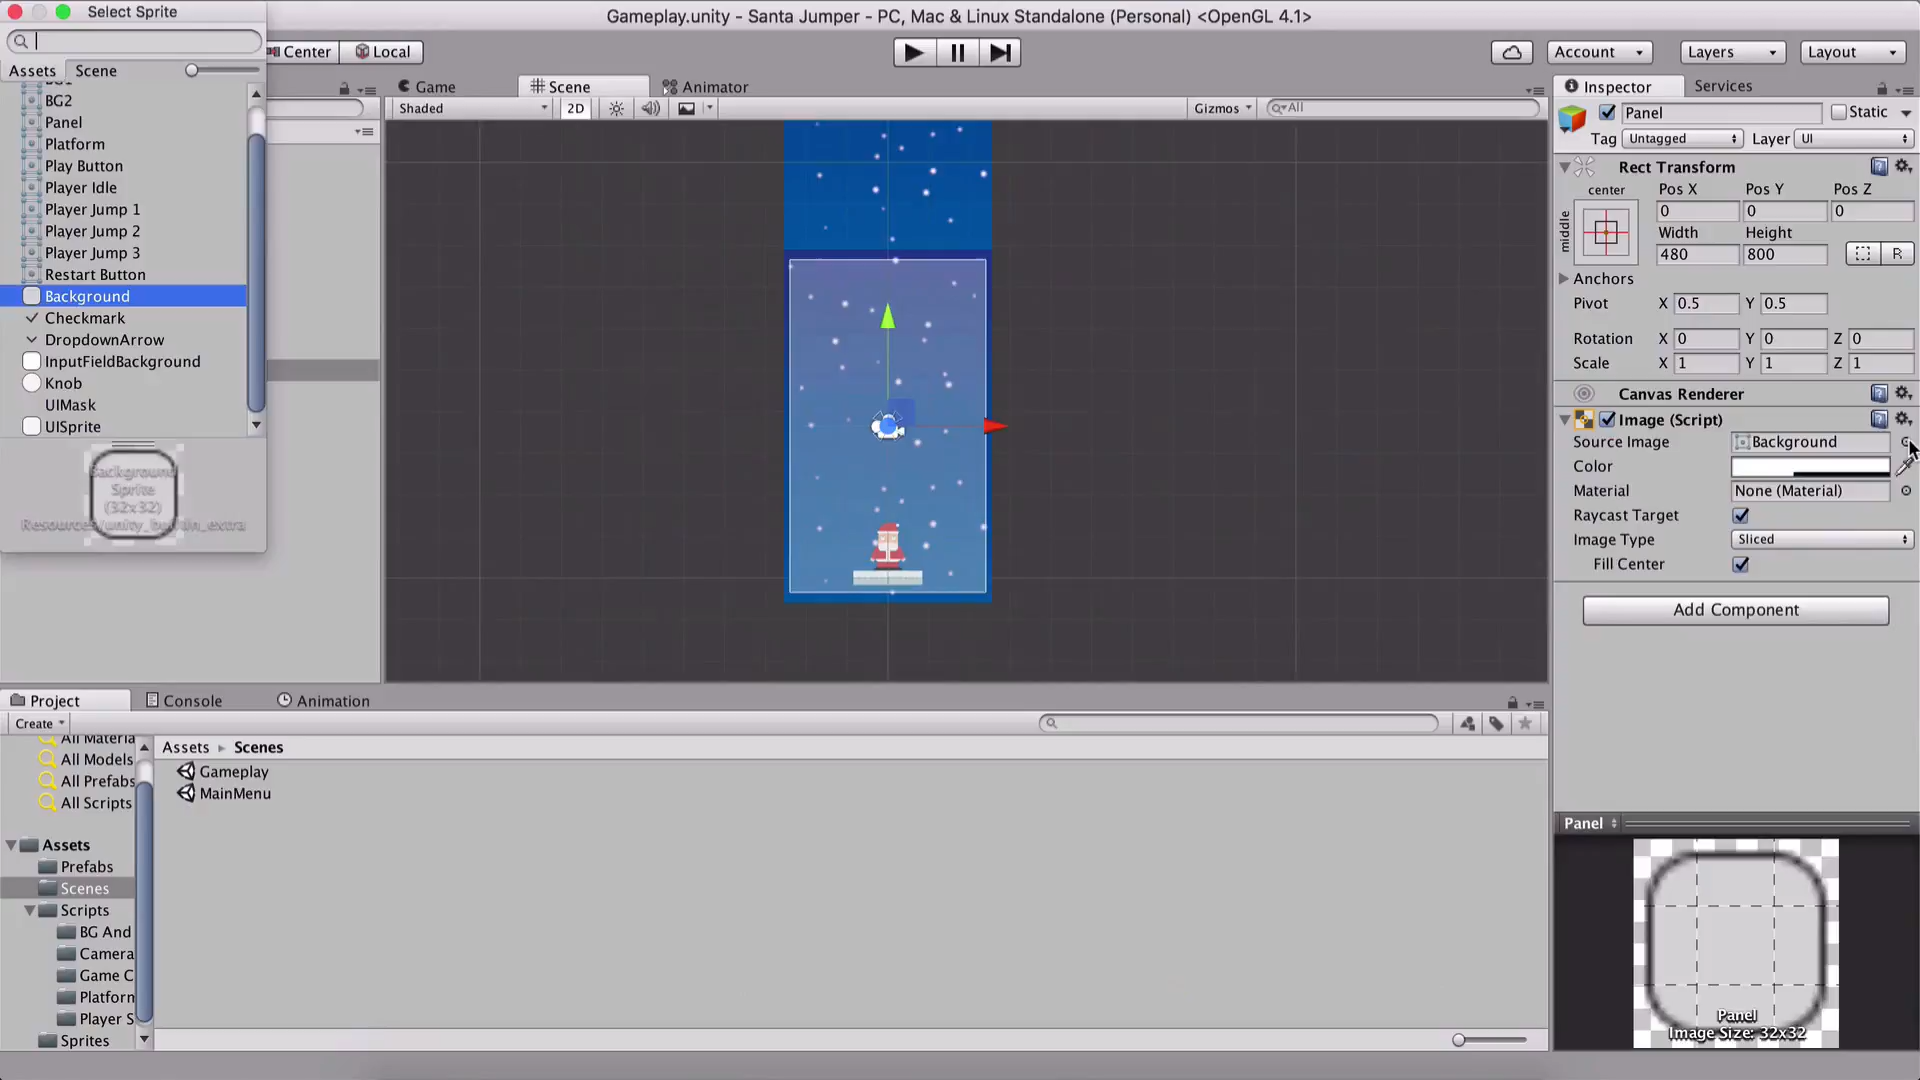 Select Sprite
Gameplay.unity - Santa Jumper - PC, Mac & Linux Standalone (Personal) <OpenGL 4.1>
Center
Local
Account
Layers
Layout
Assets
Scene
BG1
BG2
Panel
Platform
Play Button
Player Idle
Player Jump 1
Player Jump 2
Player Jump 3
Restart Button
Background
Checkmark
DropdownArrow
InputFieldBackground
Knob
UIMask
UISprite
Background
Sprite
(32x32)
Game
Scene
Animator
Shaded
2D
Gizmos
All
Inspector
Services
Panel
Static
Tag
Untagged
Layer
UI
Rect Transform
center
middle
Pos X
Pos Y
Pos Z
0
0
0
Width
Height
480
800
R
Anchors
Pivot
X 0.5
Y 0.5
Rotation
X 0
Y 0
Z 0
Scale
X 1
Y 1
Z 1
Canvas Renderer
Image (Script)
Source Image
Background
Color
Material
None (Material)
Raycast Target
Image Type
Sliced
Fill Center
Add Component
Project
Console
Animation
Create
All Materia
All Models
All Prefabs
All Scripts
Assets
Prefabs
Scenes
Scripts
BG And
Camera
Game C
Platforn
Player S
Sprites
Assets
Scenes
Gameplay
MainMenu
Panel
Panel
Image Size: 32x32